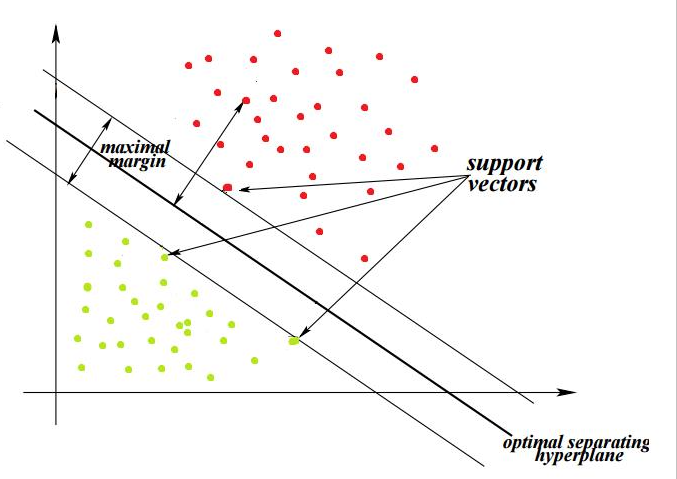 maximal
margin
support
vectors
optimal separating
hyperplane